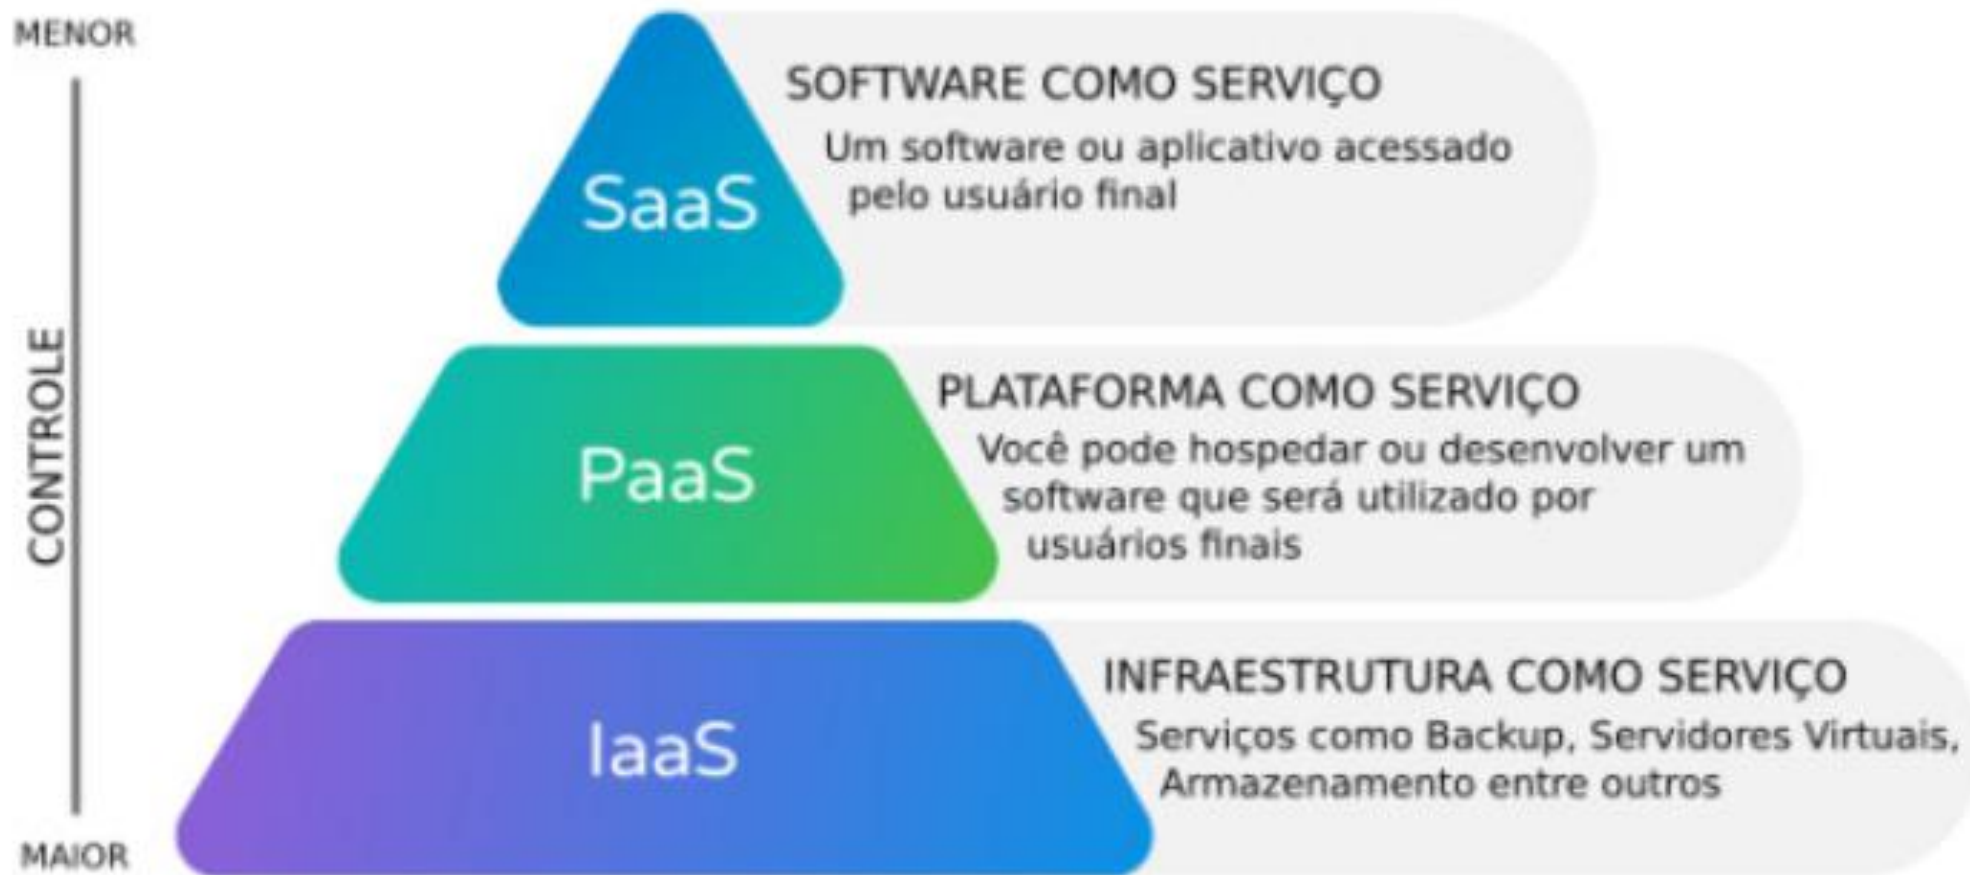 MENOR
CONTROLE
MAIOR
SaaS
SOFTWARE COMO SERVIÇO
Um software ou aplicativo acessado
pelo usuário final
PaaS
PLATAFORMA COMO SERVIÇO
Você pode hospedar ou desenvolver um
software que será utilizado por
usuários finais
IaaS
INFRAESTRUTURA COMO SERVIÇO
Serviços como Backup, Servidores Virtuais,
Armazenamento entre outros